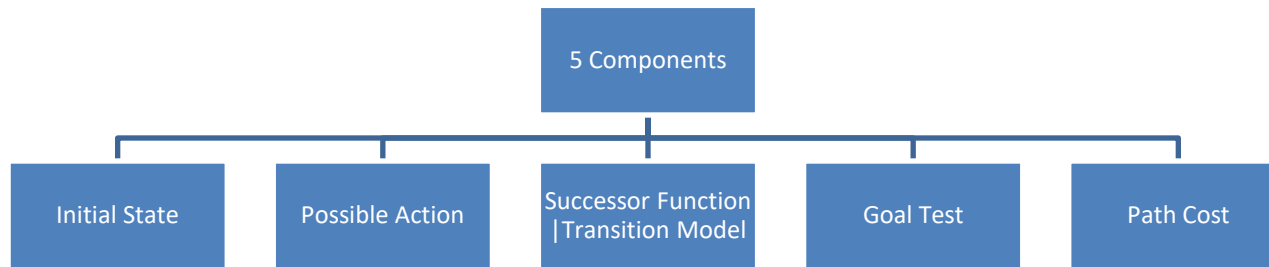 5 Components
Initial State
Possible Action
Successor Function
|Transition Model
Goal Test
Path Cost